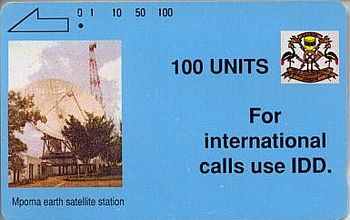 0 1 10 50 100
100 UNITS
For
international
calls use IDD.
Mpoma earth satellite station